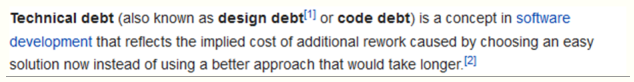 Technical debt (also known as design debt[1] or code debt) is a concept in software
development that reflects the implied cost of additional rework caused by choosing an easy
solution now instead of using a better approach that would take longer.[2]